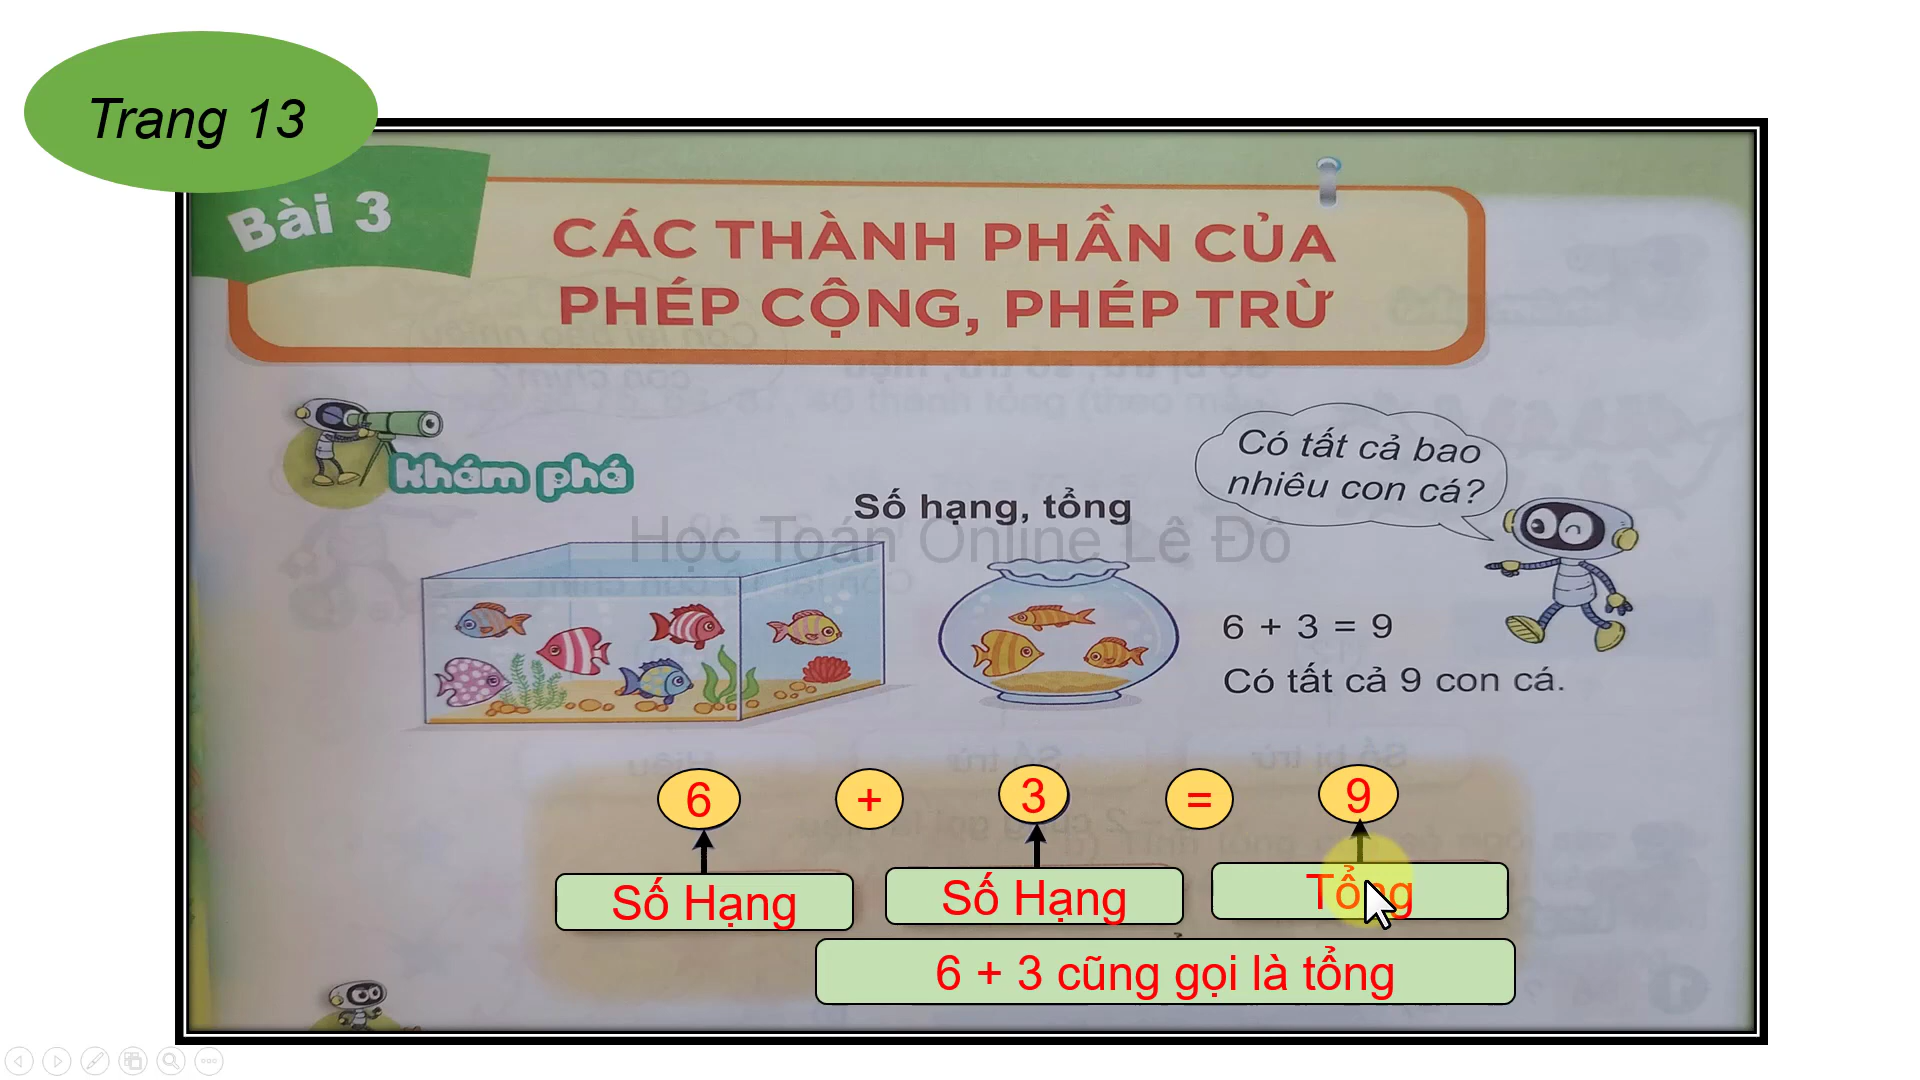 Trang 13
Bài 3
CÁC THÀNH PHẦN CỦA
PHÉP CỘNG, PHÉP TRỪ
Khám phá
Có tất cả bao
nhiêu con cá?
Số hạng, tổng
Học Toán Online Lê Đô
6 + 3 = 9
Có tất cả 9 con cá.
6 + 3 = 9
Số Hạng Số Hạng Tổng
6 + 3 cũng gọi là tổng